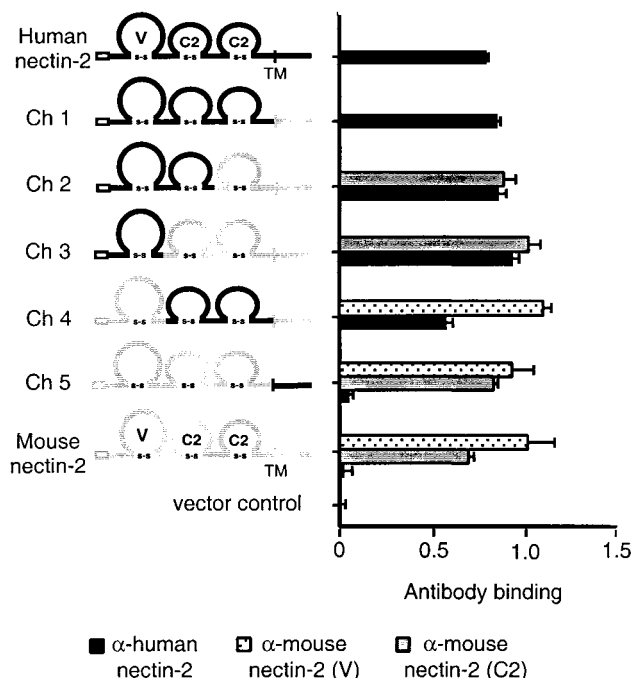 Human
nectin-2
V
C2
C2
s-s
s-s
s-s
TM
Ch 1
s-s
s-s
s-s
Ch 2
s-s
s-s
s-s
Ch 3
s-s
s-s
s-s
Ch 4
s-s
s-s
s-s
Ch 5
s-s
s-s
s-s
Mouse
nectin-2
V
C2
C2
s-s
s-s
s-s
TM
vector control
0
0.5
1.0
1.5
Antibody binding
α-human
nectin-2
α-mouse
nectin-2 (V)
α-mouse
nectin-2 (C2)